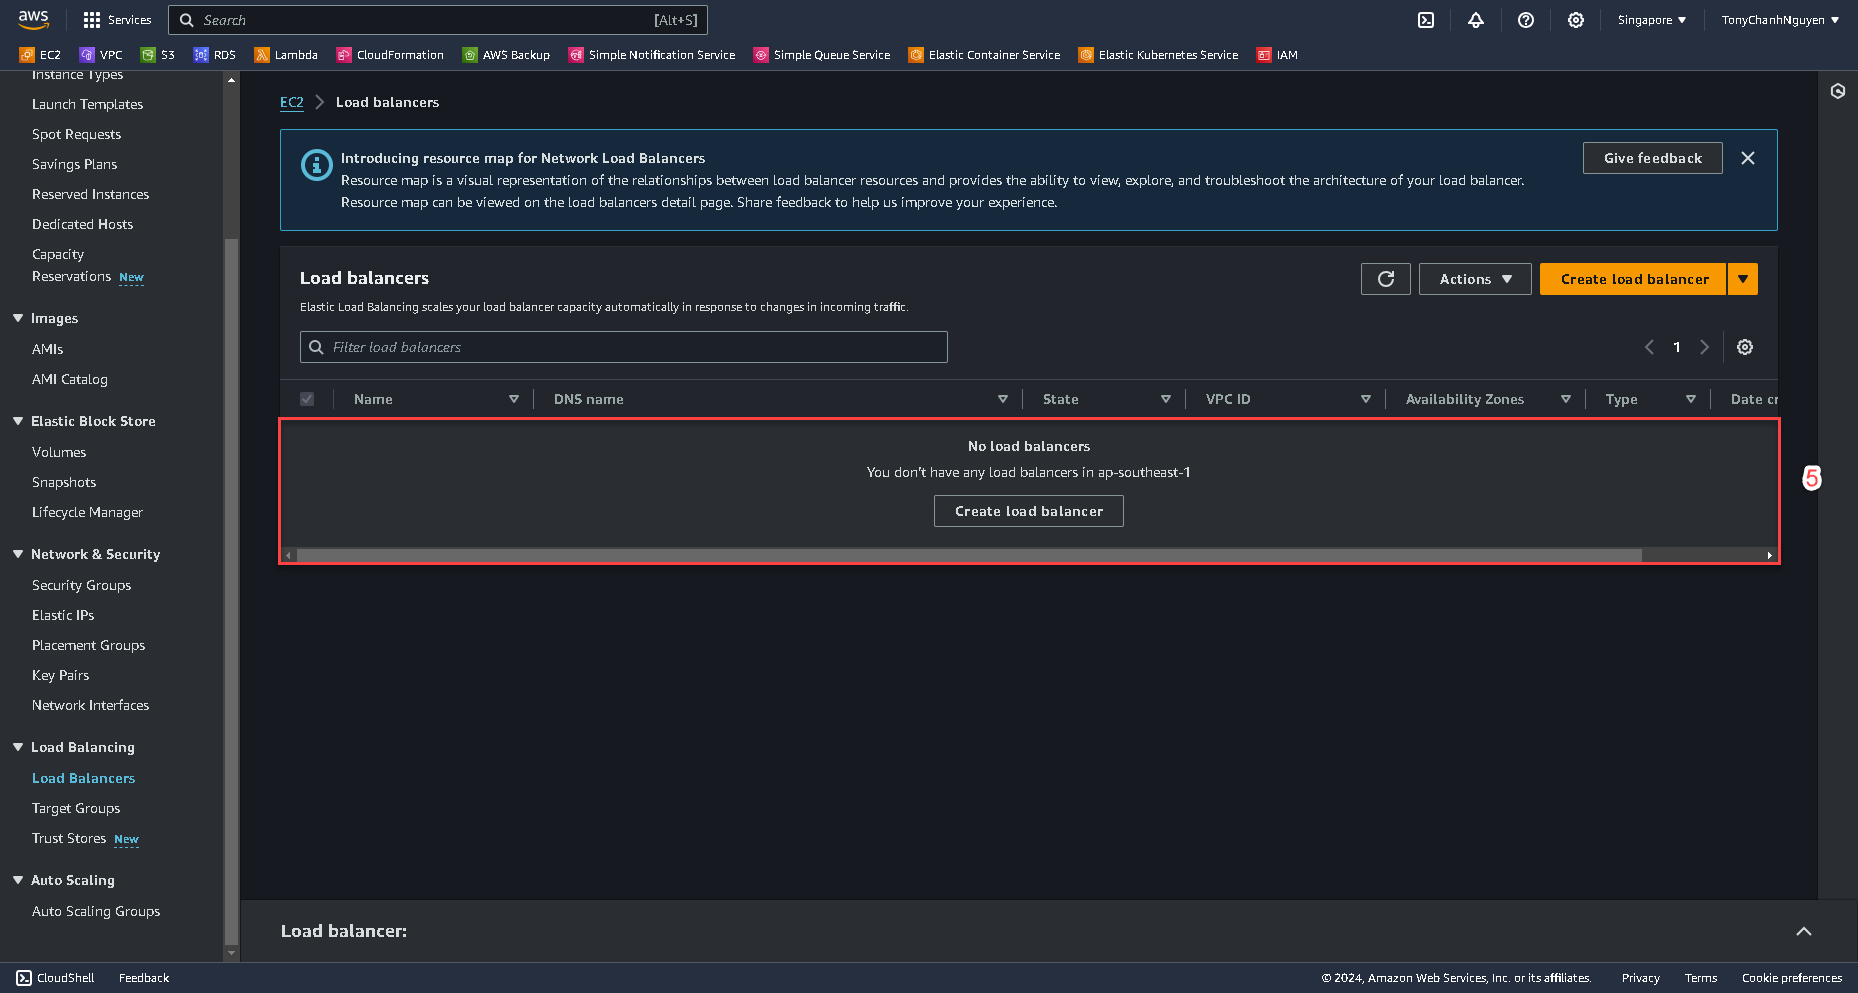 aws
Services
Search [Alt+S]
Singapore
TonyChanhNguyen
EC2 VPC S3 RDS Lambda CloudFormation AWS Backup Simple Notification Service Simple Queue Service Elastic Container Service Elastic Kubernetes Service IAM
Instance Types
Launch Templates
Spot Requests
Savings Plans
Reserved Instances
Dedicated Hosts
Capacity
Reservations New
Images
AMIs
AMI Catalog
Elastic Block Store
Volumes
Snapshots
Lifecycle Manager
Network & Security
Security Groups
Elastic IPs
Placement Groups
Key Pairs
Network Interfaces
Load Balancing
Load Balancers
Target Groups
Trust Stores New
Auto Scaling
Auto Scaling Groups
EC2 Load balancers
Introducing resource map for Network Load Balancers
Resource map is a visual representation of the relationships between load balancer resources and provides the ability to view, explore, and troubleshoot the architecture of your load balancer.
Resource map can be viewed on the load balancers detail page. Share feedback to help us improve your experience.
Give feedback
Load balancers
Actions
Create load balancer
Elastic Load Balancing scales your load balancer capacity automatically in response to changes in incoming traffic.
Filter load balancers
1
Name DNS name State VPC ID Availability Zones Type Date cr
No load balancers
You don't have any load balancers in ap-southeast-1
Create load balancer
5
Load balancer:
CloudShell Feedback
© 2024, Amazon Web Services, Inc. or its affiliates. Privacy Terms Cookie preferences